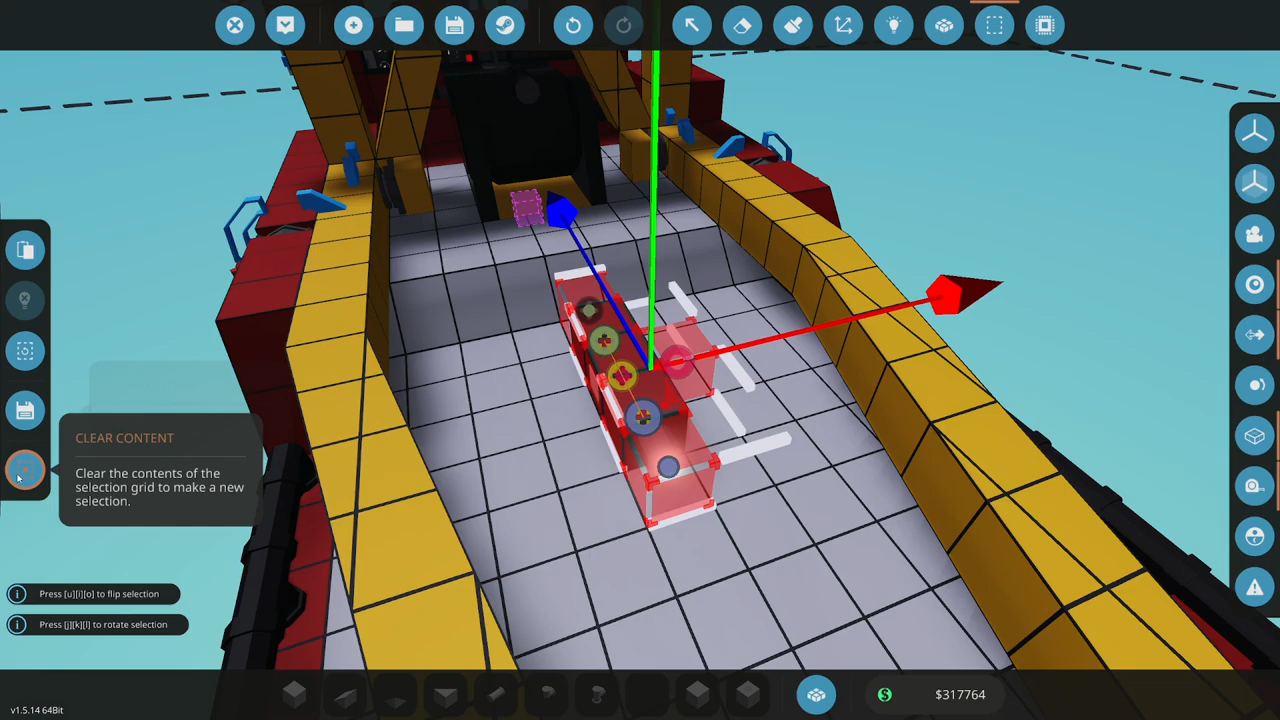 CLEAR CONTENT
Clear the contents of the
selection grid to make a new
selection.
Press [u][i][o] to flip selection
Press [j][k][l] to rotate selection
$317764
v1.5.14 64Bit